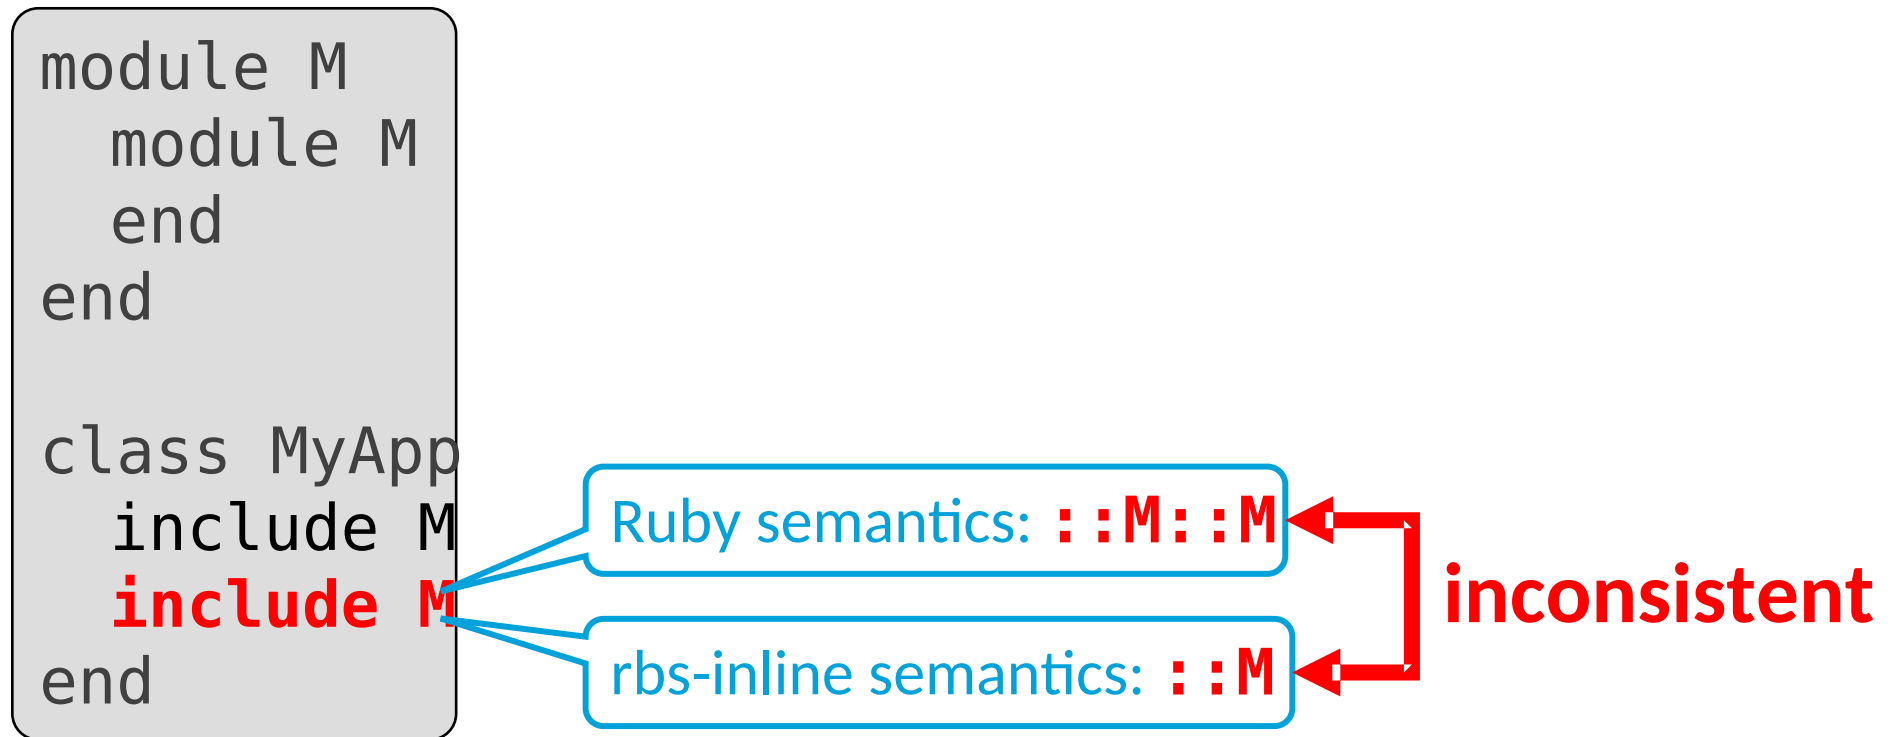 module M
  module M
  end
end

class MyApp
  include M
  include M
end
Ruby semantics: ::M::M
rbs-inline semantics: ::M
inconsistent